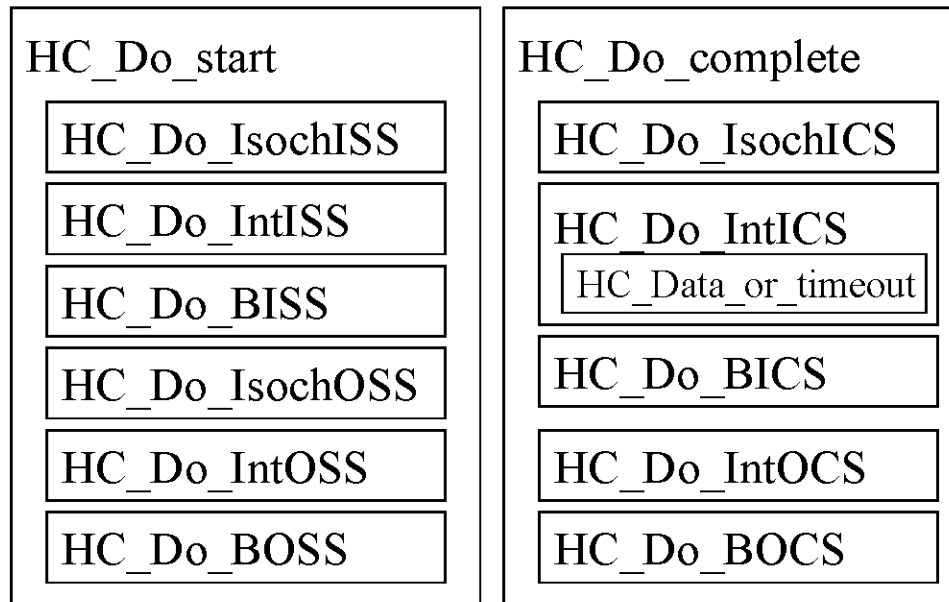 HC_Do_start
HC_Do_IsochISS
HC_Do_IntISS
HC_Do_BISS
HC_Do_IsochOSS
HC_Do_IntOSS
HC_Do_BOSS
HC_Do_complete
HC_Do_IsochICS
HC_Do_IntICS
HC_Data_or_timeout
HC_Do_BICS
HC_Do_IntOCS
HC_Do_BOCS